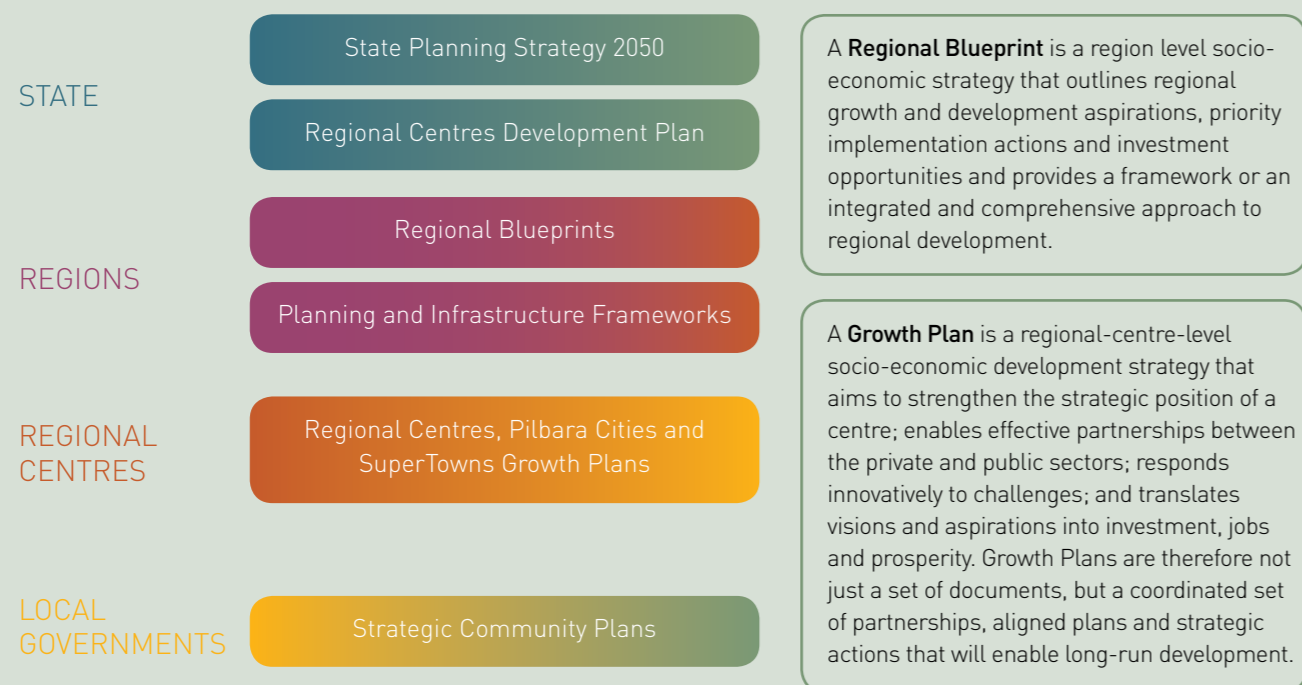 STATE
State Planning Strategy 2050
Regional Centres Development Plan
REGIONS
Regional Blueprints
Planning and Infrastructure Frameworks
REGIONAL
CENTRES
Regional Centres, Pilbara Cities and
SuperTowns Growth Plans
LOCAL
GOVERNMENTS
Strategic Community Plans
A Regional Blueprint is a region level socio-
economic strategy that outlines regional
growth and development aspirations, priority
implementation actions and investment
opportunities and provides a framework or an
integrated and comprehensive approach to
regional development.
A Growth Plan is a regional-centre-level
socio-economic development strategy that
aims to strengthen the strategic position of a
centre; enables effective partnerships between
the private and public sectors; responds
innovatively to challenges; and translates
visions and aspirations into investment, jobs
and prosperity. Growth Plans are therefore not
just a set of documents, but a coordinated set
of partnerships, aligned plans and strategic
actions that will enable long-run development.